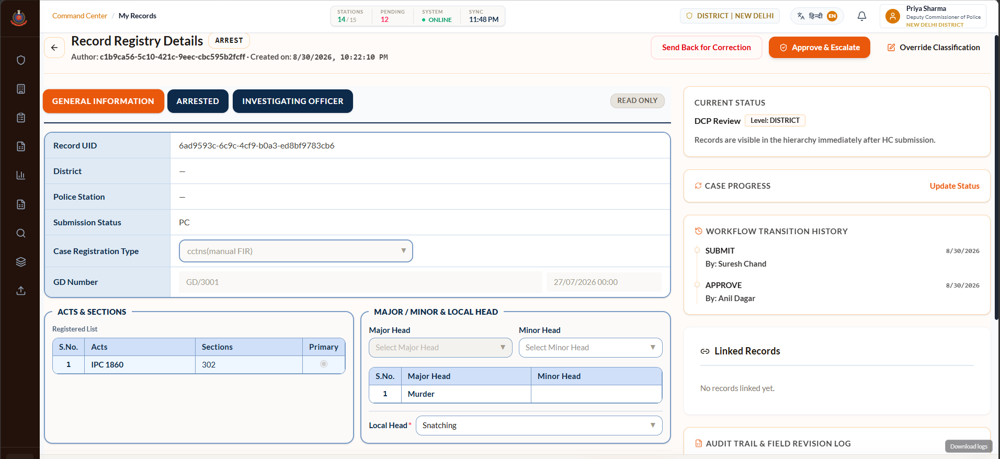 Command Center / My Records
STATIONS
14 / 15
PENDING
12
SYSTEM
ONLINE
SYNC
11:48 PM
DISTRICT | NEW DELHI
हिन्दी EN
Priya Sharma
Deputy Commissioner of Police
NEW DELHI DISTRICT
Record Registry Details ARREST
Author: c1b9ca56-5c10-421c-9eec-cbc595b2fcff · Created on: 8/30/2026, 10:22:10 PM
Send Back for Correction
Approve & Escalate
Override Classification
GENERAL INFORMATION
ARRESTED
INVESTIGATING OFFICER
READ ONLY
Record UID 6ad9593c-6c9c-4cf9-b0a3-ed8bf9783cb6
District —
Police Station —
Submission Status PC
Case Registration Type cctns(manual FIR)
GD Number GD/3001 27/07/2026 00:00
ACTS & SECTIONS
Registered List
S.No. Acts Sections Primary
1 IPC 1860 302
MAJOR / MINOR & LOCAL HEAD
Major Head Minor Head
Select Major Head Select Minor Head
S.No. Major Head Minor Head
1 Murder
Local Head* Snatching
CURRENT STATUS
DCP Review Level: DISTRICT
Records are visible in the hierarchy immediately after HC submission.
CASE PROGRESS Update Status
WORKFLOW TRANSITION HISTORY
SUBMIT 8/30/2026
By: Suresh Chand
APPROVE 8/30/2026
By: Anil Dagar
Linked Records
No records linked yet.
AUDIT TRAIL & FIELD REVISION LOG
Download logs